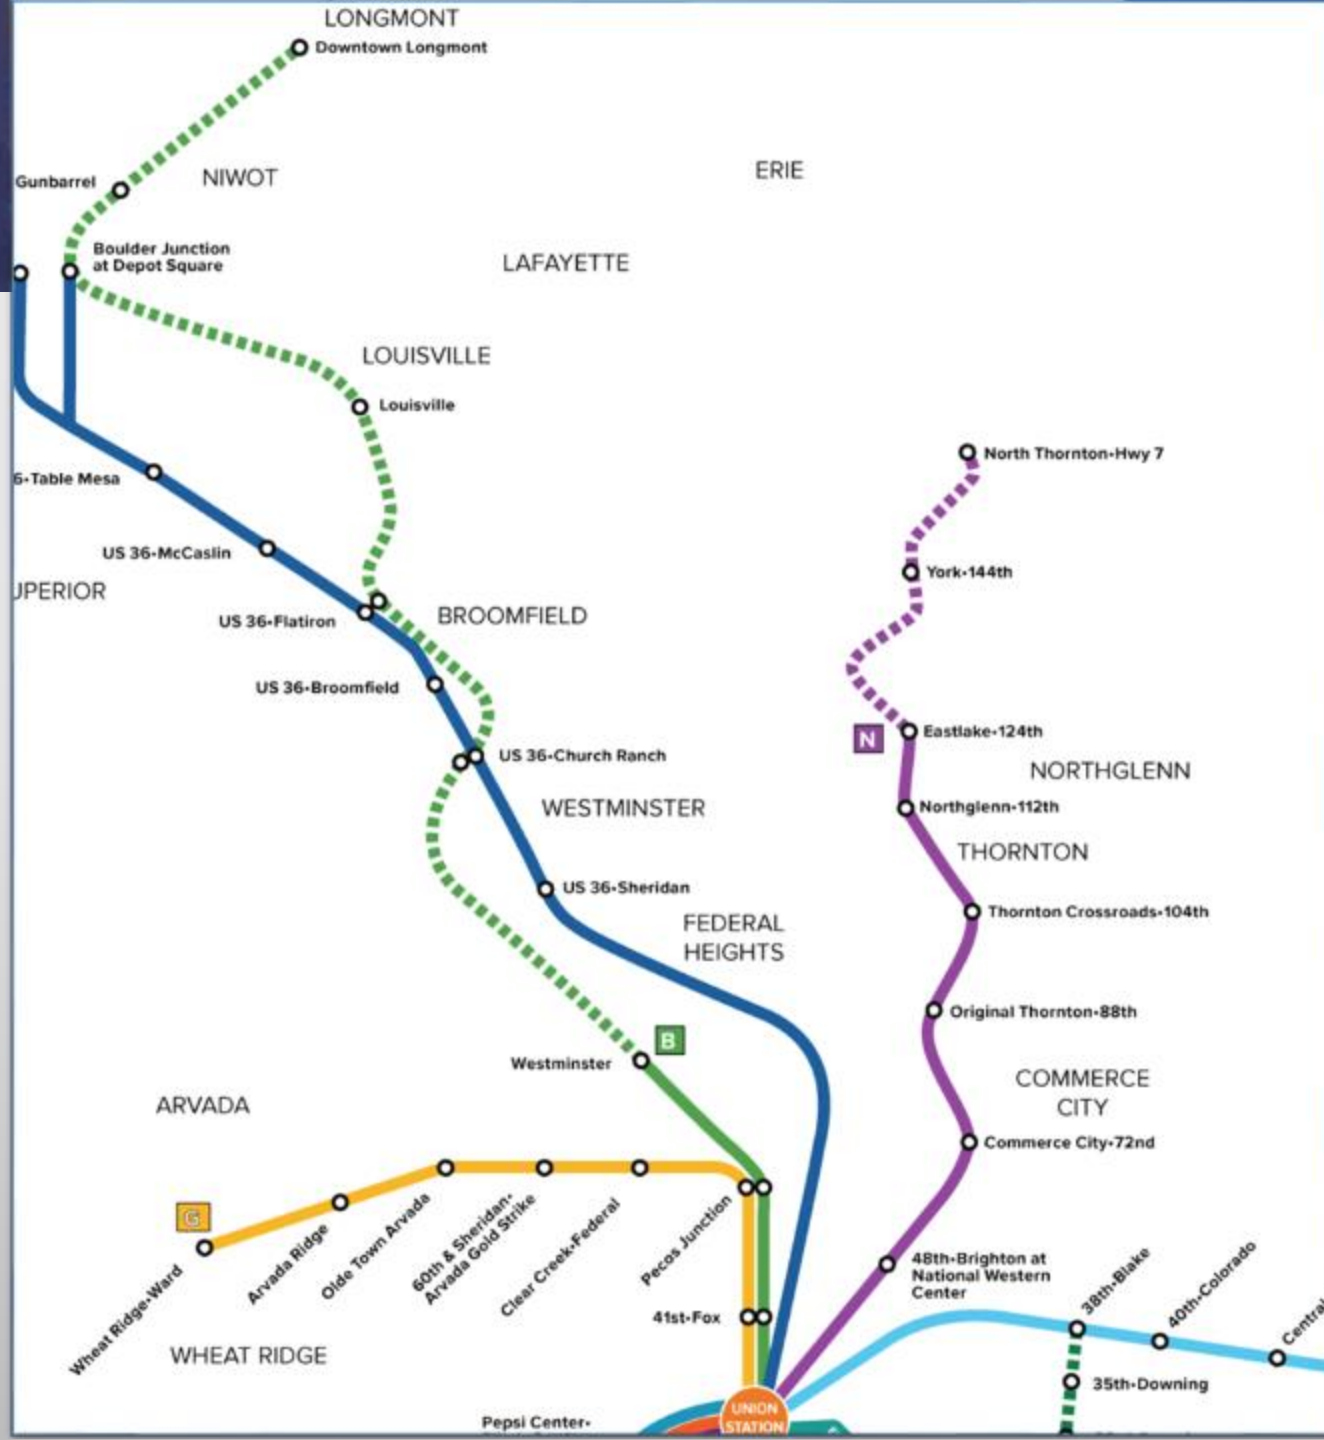 LONGMONT
Downtown Longmont
Gunbarrel
NIWOT
ERIE
Boulder Junction
at Depot Square
LAFAYETTE
LOUISVILLE
Louisville
North Thornton•Hwy 7
6•Table Mesa
US 36•McCaslin
York•144th
UPERIOR
US 36•Flatiron
BROOMFIELD
US 36•Broomfield
N
Eastlake•124th
US 36•Church Ranch
NORTHGLENN
WESTMINSTER
Northglenn•112th
THORNTON
US 36•Sheridan
Thornton Crossroads•104th
FEDERAL
HEIGHTS
Original Thornton•88th
B
Westminster
COMMERCE
CITY
ARVADA
Commerce City•72nd
G
Wheat Ridge•Ward
Arvada Ridge
Olde Town Arvada
60th & Sheridan•
Arvada Gold Strike
Clear Creek•Federal
Pecos Junction
48th•Brighton at
National Western
Center
38th•Blake
40th•Colorado
Central
41st•Fox
WHEAT RIDGE
35th•Downing
UNION
STATION
Pepsi Center•